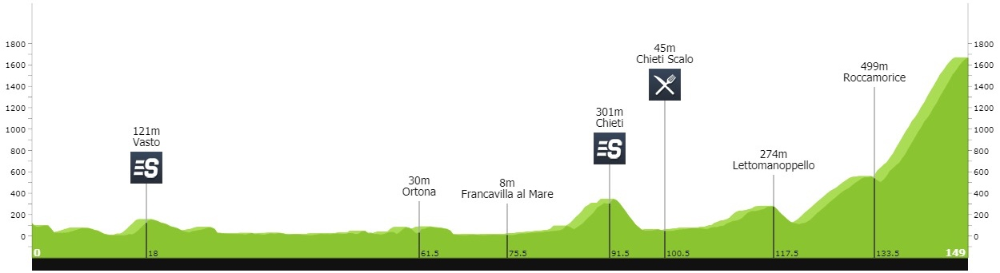 1800
1600
1400
1200
1000
800
600
400
200
0
121m
Vasto
S
30m
Ortona
8m
Francavilla al Mare
301m
Chieti
S
45m
Chieti Scalo
274m
Lettomanoppello
499m
Roccamorice
1800
1600
1400
1200
1000
800
600
400
200
0
0
18
61.5
75.5
91.5
100.5
117.5
133.5
149